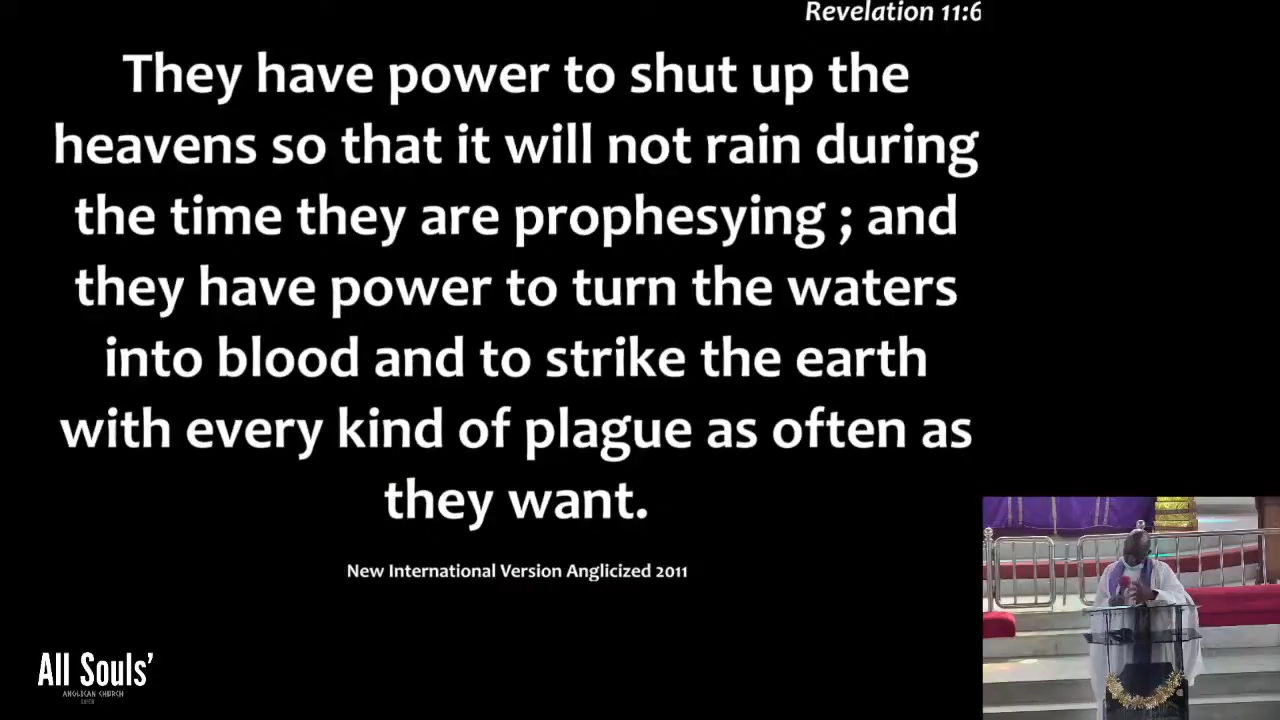 Revelation 11:6
They have power to shut up the
heavens so that it will not rain during
the time they are prophesying ; and
they have power to turn the waters
into blood and to strike the earth
with every kind of plague as often as
they want.
New International Version Anglicized 2011
All Souls'
ANGLICAN CHURCH